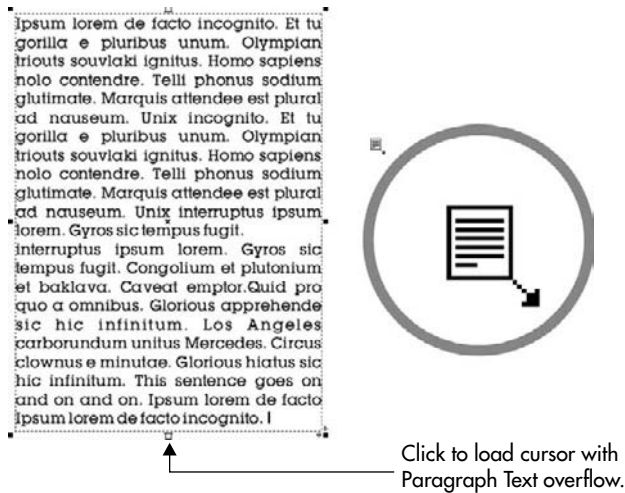 Ipsum lorem de facto incognito. Et tu
gorilla e pluribus unum. Olympian
triouts souvlaki ignitus. Homo sapiens
nolo contendre. Telli phonus sodium
glutimate. Marquis attendee est plural
ad nauseum. Unix incognito. Et tu
gorilla e pluribus unum. Olympian
triouts souvlaki ignitus. Homo sapiens
nolo contendre. Telli phonus sodium
glutimate. Marquis attendee est plural
ad nauseum. Unix interruptus ipsum
lorem. Gyros sic tempus fugit.
interruptus ipsum lorem. Gyros sic
tempus fugit. Congolium et plutonium
et baklava. Caveat emptor.Quid pro
quo a omnibus. Glorious apprehende
sic hic infinitum. Los Angeles
carborundum unitus Mercedes. Circus
clownus e minutae. Glorious hiatus sic
hic infinitum. This sentence goes on
and on and on. Ipsum lorem de facto
Ipsum lorem de facto incognito.
Click to load cursor with
Paragraph Text overflow.